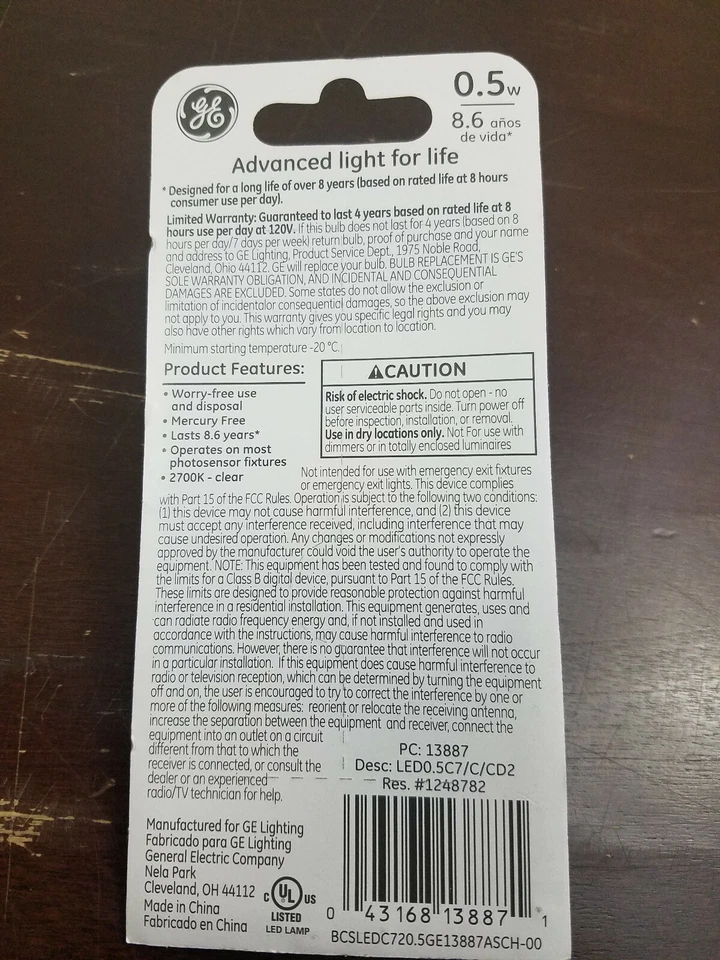 GE
0.5w
8.6 años
de vida*
Advanced light for life
* Designed for a long life of over 8 years (based on rated life at 8 hours
consumer use per day).
Limited Warranty: Guaranteed to last 4 years based on rated life at 8
hours use per day at 120V. If this bulb does not last for 4 years (based on 8
hours per day/7 days per week) return bulb, proof of purchase and your name
and address to GE Lighting, Product Service Dept., 1975 Noble Road,
Cleveland, Ohio 44112. GE will replace your bulb. BULB REPLACEMENT IS GE'S
SOLE WARRANTY OBLIGATION, AND INCIDENTAL AND CONSEQUENTIAL
DAMAGES ARE EXCLUDED. Some states do not allow the exclusion or
limitation of incidentalor consequential damages, so the above exclusion may
not apply to you. This warranty gives you specific legal rights and you may
also have other rights which vary from location to location.
Minimum starting temperature -20 °C.
Product Features:
• Worry-free use
and disposal
• Mercury Free
• Lasts 8.6 years*
• Operates on most
photosensor fixtures
• 2700K - clear
CAUTION
Risk of electric shock. Do not open - no
user serviceable parts inside. Turn power off
before inspection, installation, or removal.
Use in dry locations only. Not For use with
dimmers or in totally enclosed luminaires
Not intended for use with emergency exit fixtures
or emergency exit lights. This device complies
with Part 15 of the FCC Rules. Operation is subject to the following two conditions:
(1) this device may not cause harmful interference, and (2) this device
must accept any interference received, including interference that may
cause undesired operation. Any changes or modifications not expressly
approved by the manufacturer could void the user's authority to operate the
equipment. NOTE: This equipment has been tested and found to comply with
the limits for a Class B digital device, pursuant to Part 15 of the FCC Rules.
These limits are designed to provide reasonable protection against harmful
interference in a residential installation. This equipment generates, uses and
can radiate radio frequency energy and, if not installed and used in
accordance with the instructions, may cause harmful interference to radio
communications. However, there is no guarantee that interference will not occur
in a particular installation. If this equipment does cause harmful interference to
radio or television reception, which can be determined by turning the equipment
off and on, the user is encouraged to try to correct the interference by one or
more of the following measures: reorient or relocate the receiving antenna,
increase the separation between the equipment and receiver, connect the
equipment into an outlet on a circuit
different from that to which the
receiver is connected, or consult the
dealer or an experienced
radio/TV technician for help.
PC: 13887
Desc: LED0.5C7/C/CD2
Res. #1248782
Manufactured for GE Lighting
Fabricado para GE Lighting
General Electric Company
Nela Park
Cleveland, OH 44112
Made in China
Fabricado en China
C UL US
LISTED
LED LAMP
0 43168 13887 1
BCSLEDC720.5GE13887ASCH-00